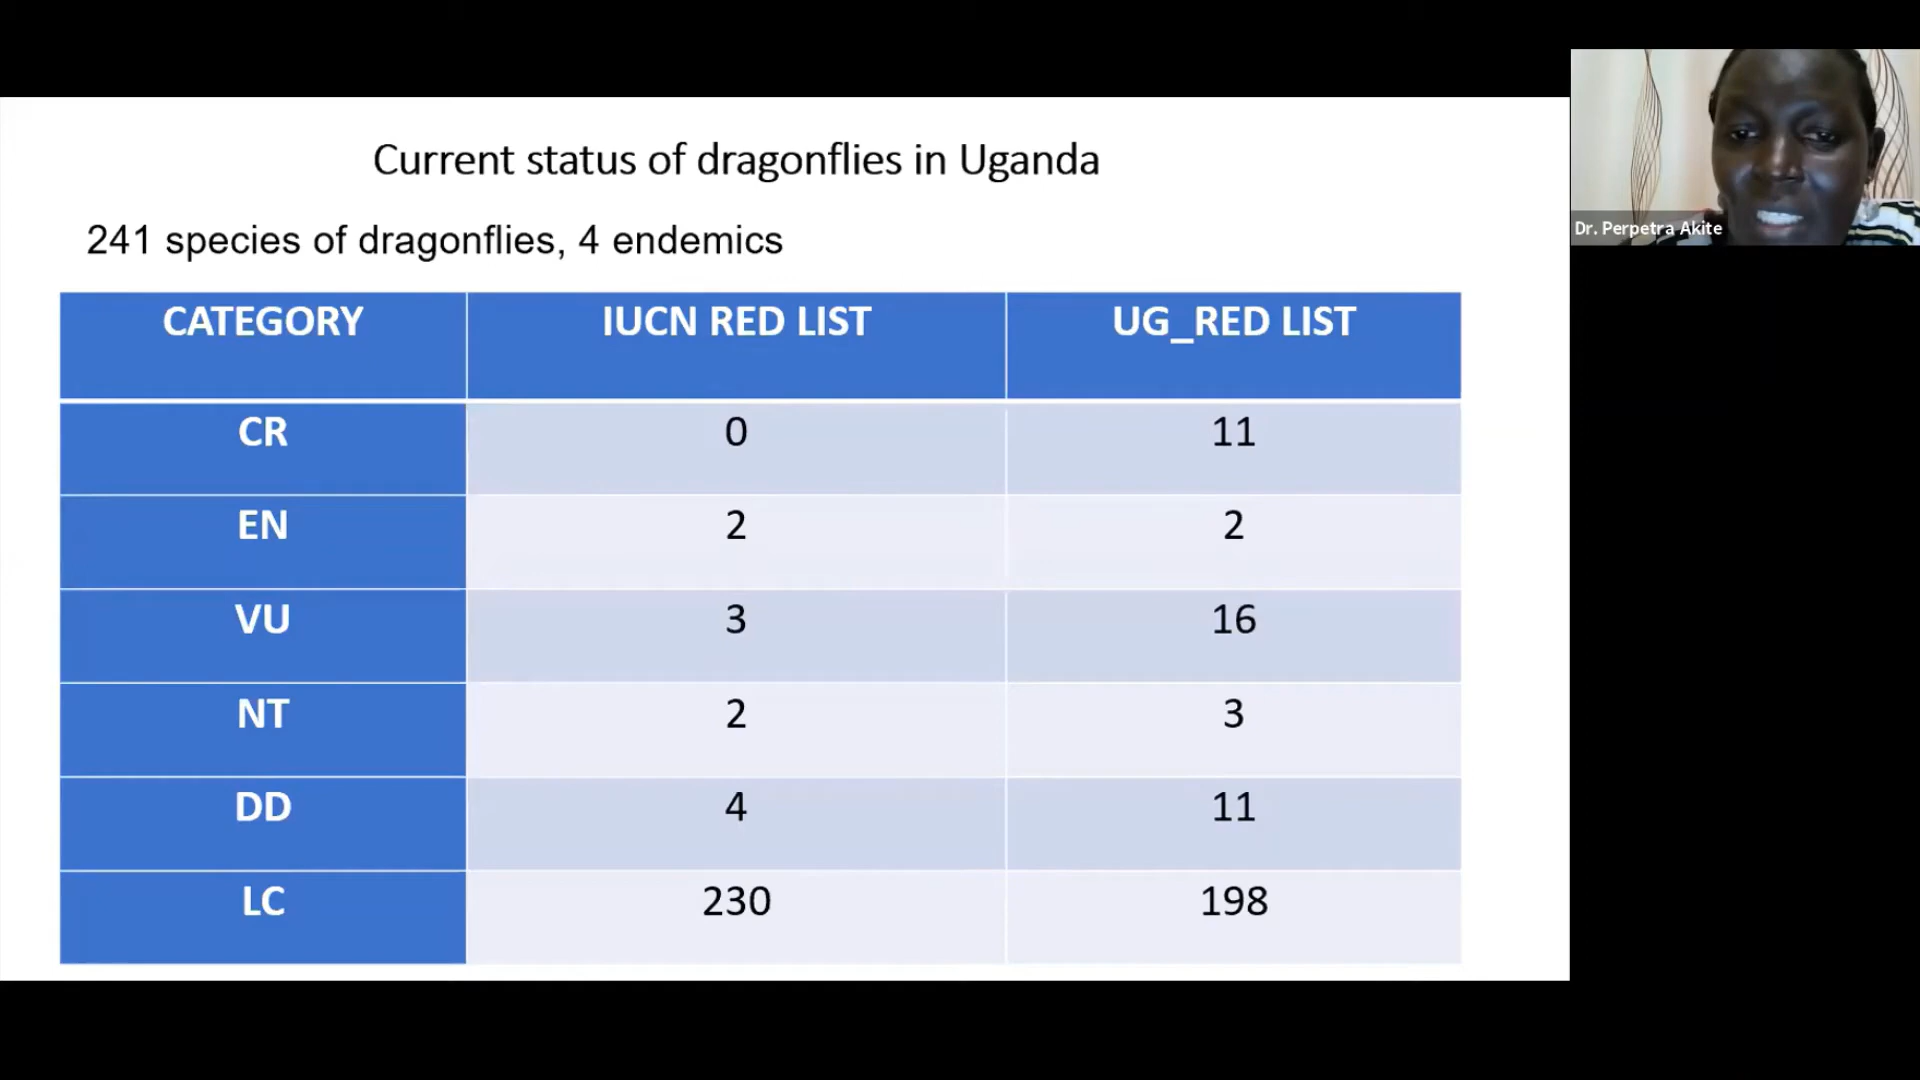 Current status of dragonflies in Uganda
241 species of dragonflies, 4 endemics
CATEGORY IUCN RED LIST UG_RED LIST
CR 0 11
EN 2 2
VU 3 16
NT 2 3
DD 4 11
LC 230 198
Dr. Perpetra Akite